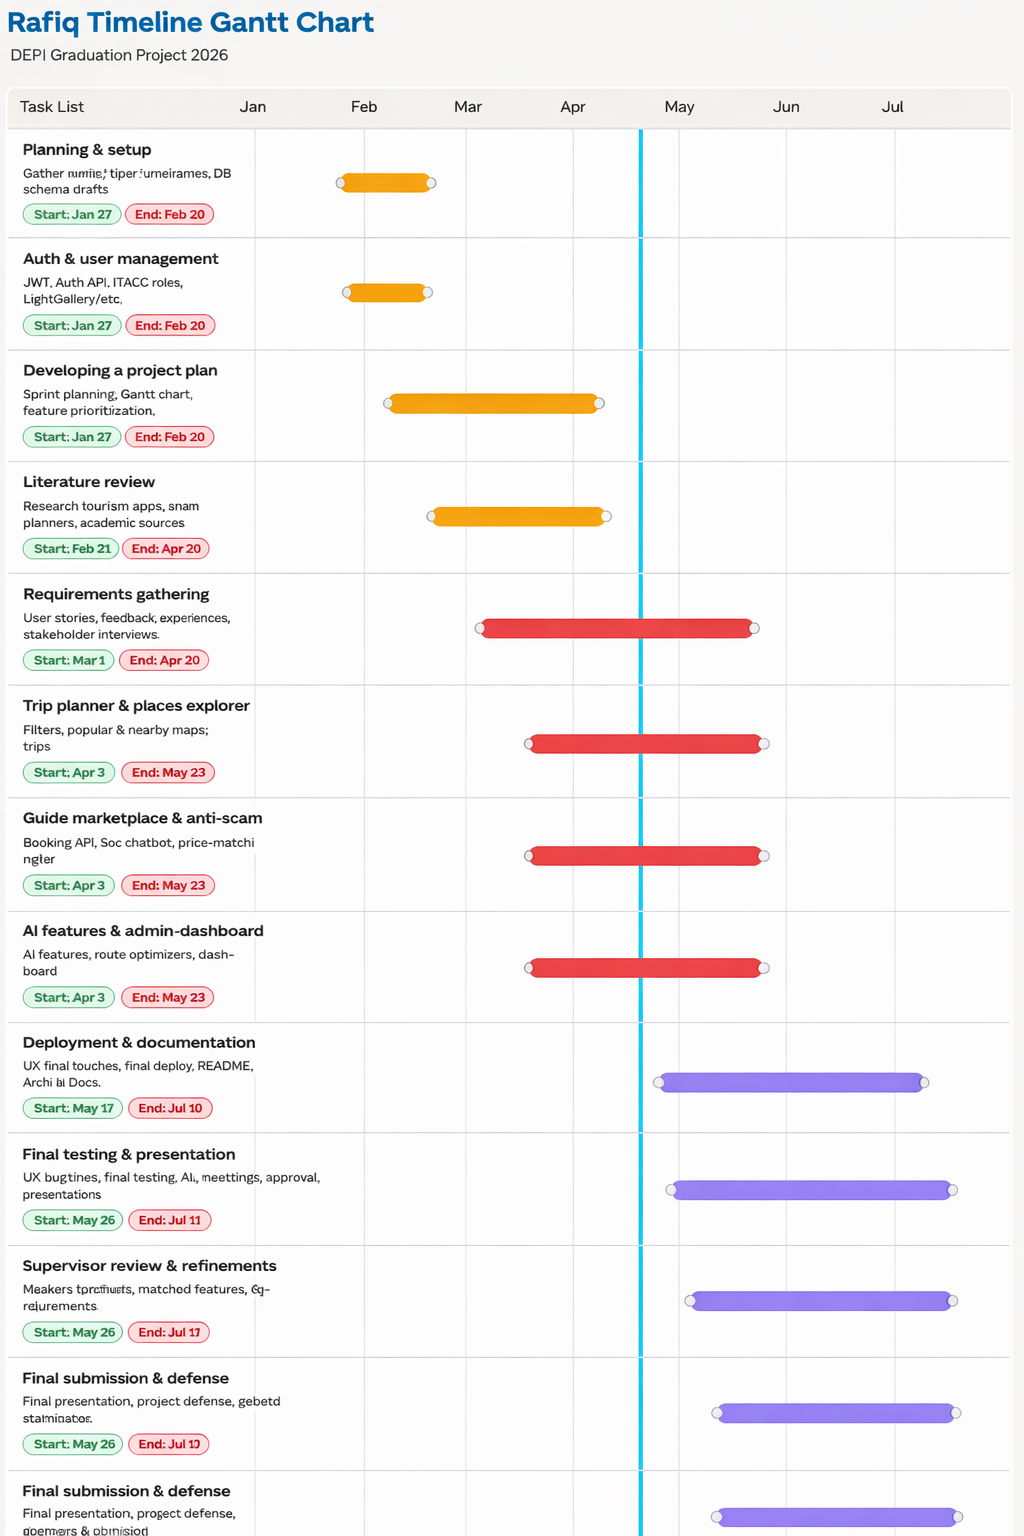 Rafiq Timeline Gantt Chart
DEPI Graduation Project 2026
Task List Jan Feb Mar Apr May Jun Jul
Planning & setup
Gather DB
schema drafts
Start: Jan 27 End: Feb 20
Auth & user management
JWT, Auth API, ITACC roles,
LightGallery/etc.
Start: Jan 27 End: Feb 20
Developing a project plan
Sprint planning, Gantt chart,
feature prioritization,
Start: Jan 27 End: Feb 20
Literature review
Research tourism apps, snam
planners, academic sources
Start: Feb 21 End: Apr 20
Requirements gathering
User stories, feedback, experiences,
stakeholder interviews.
Start: Mar 1 End: Apr 20
Trip planner & places explorer
Filters, popular & nearby maps;
trips
Start: Apr 3 End: May 23
Guide marketplace & anti-scam
Booking API, Soc chatbot, price-matchi
ngler
Start: Apr 3 End: May 23
AI features & admin-dashboard
AI features, route optimizers, dash-
board
Start: Apr 3 End: May 23
Deployment & documentation
UX final touches, final deploy, README,
Docs.
Start: May 17 End: Jul 10
Final testing & presentation
UX bugtines, final testing, AI, meettings, approval,
presentations
Start: May 26 End: Jul 11
Supervisor review & refinements
matchod features,
Start: May 26 End: Jul 17
Final submission & defense
Final presentation, project defense, gebetd
Start: May 26 End: Jul
Final submission & defense
Final presentation, progect defense,
&